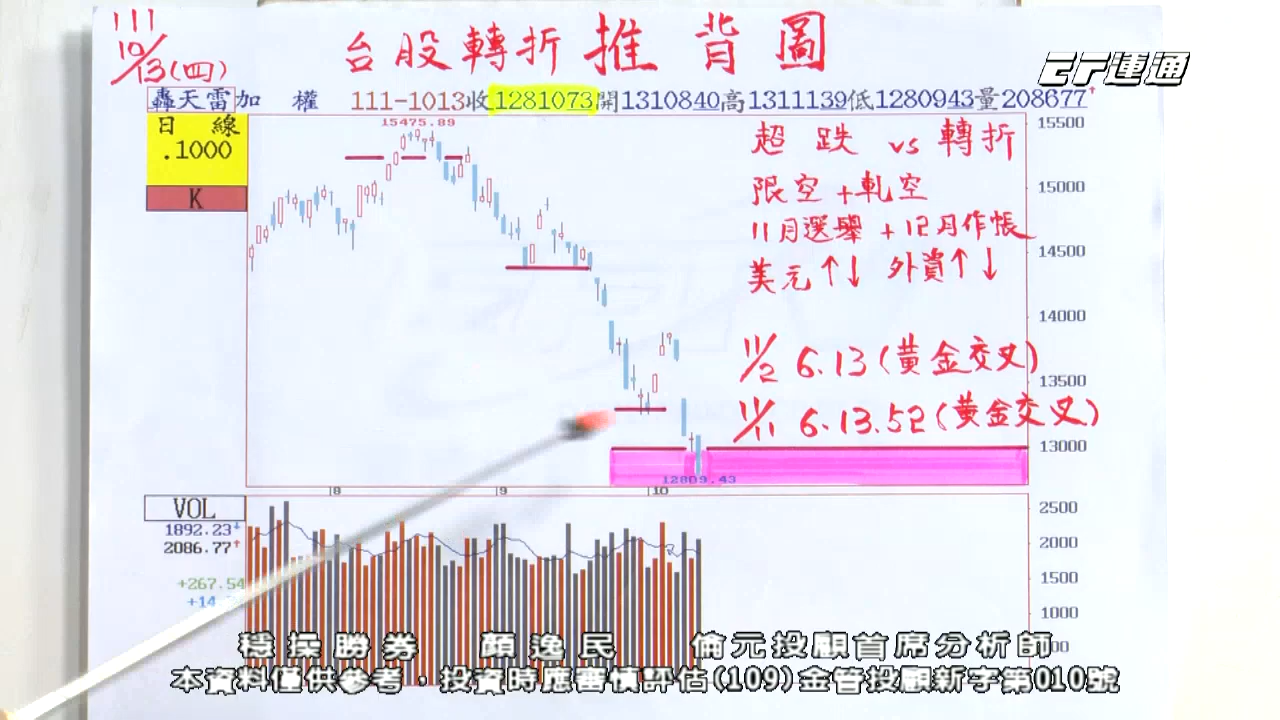 111
10/13(四)
台股轉折推背圖
CT運通
轟天雷加 權 111-1013收1281073開1310840高1311139低1280943量208677↑
日 線
.1000
K
15475.89
超跌 vs 轉折
限空+軋空
11月選舉 + 12月作帳
美元↑↓ 外資↑↓
11/2 6.13(黃金交叉)
11/11 6.13.52(黃金交叉)
15500
15000
14500
14000
13500
13000
12809.43
8 9 10
VOL
1892.23↓
2086.77↑
+267.54
+14.
2500
2000
1500
1000
穩操勝券 顏逸民 倫元投顧首席分析師
本資料僅供參考，投資時應審慎評估(109)金管投顧新字第010號